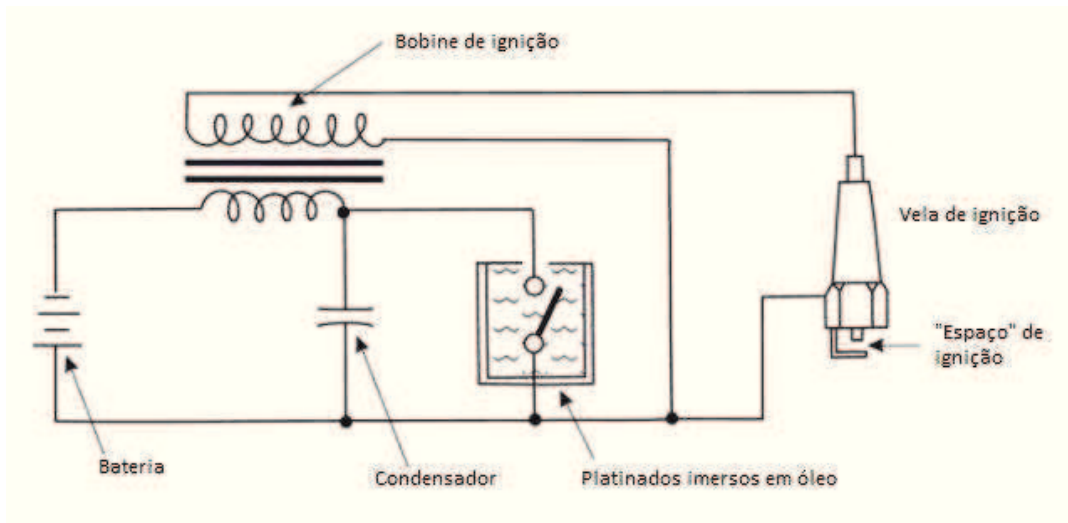 Bobine de ignição
Vela de ignição
"Espaço" de
ignição
Bateria
Condensador
Platinados imersos em óleo